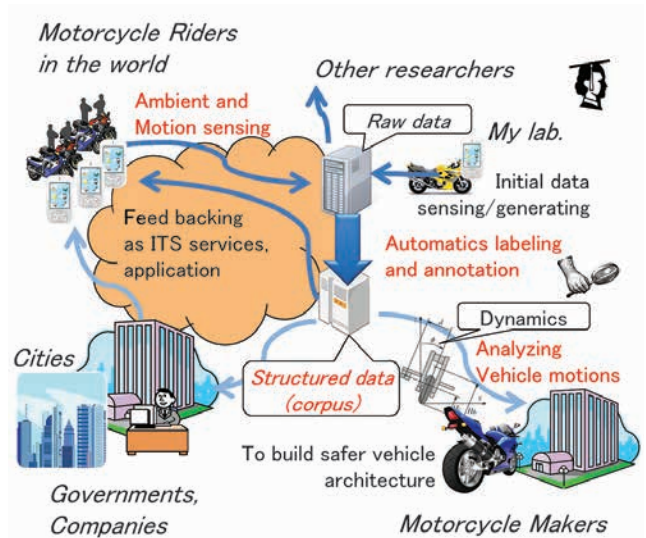 Motorcycle Riders
in the world
Other researchers
Ambient and
Motion sensing
Raw data
My lab.
Initial data
sensing/generating
Feed backing
as ITS services,
application
Automatics labeling
and annotation
Dynamics
Analyzing
Vehicle motions
Cities
Structured data
(corpus)
To build safer vehicle
architecture
Governments,
Companies
Motorcycle Makers